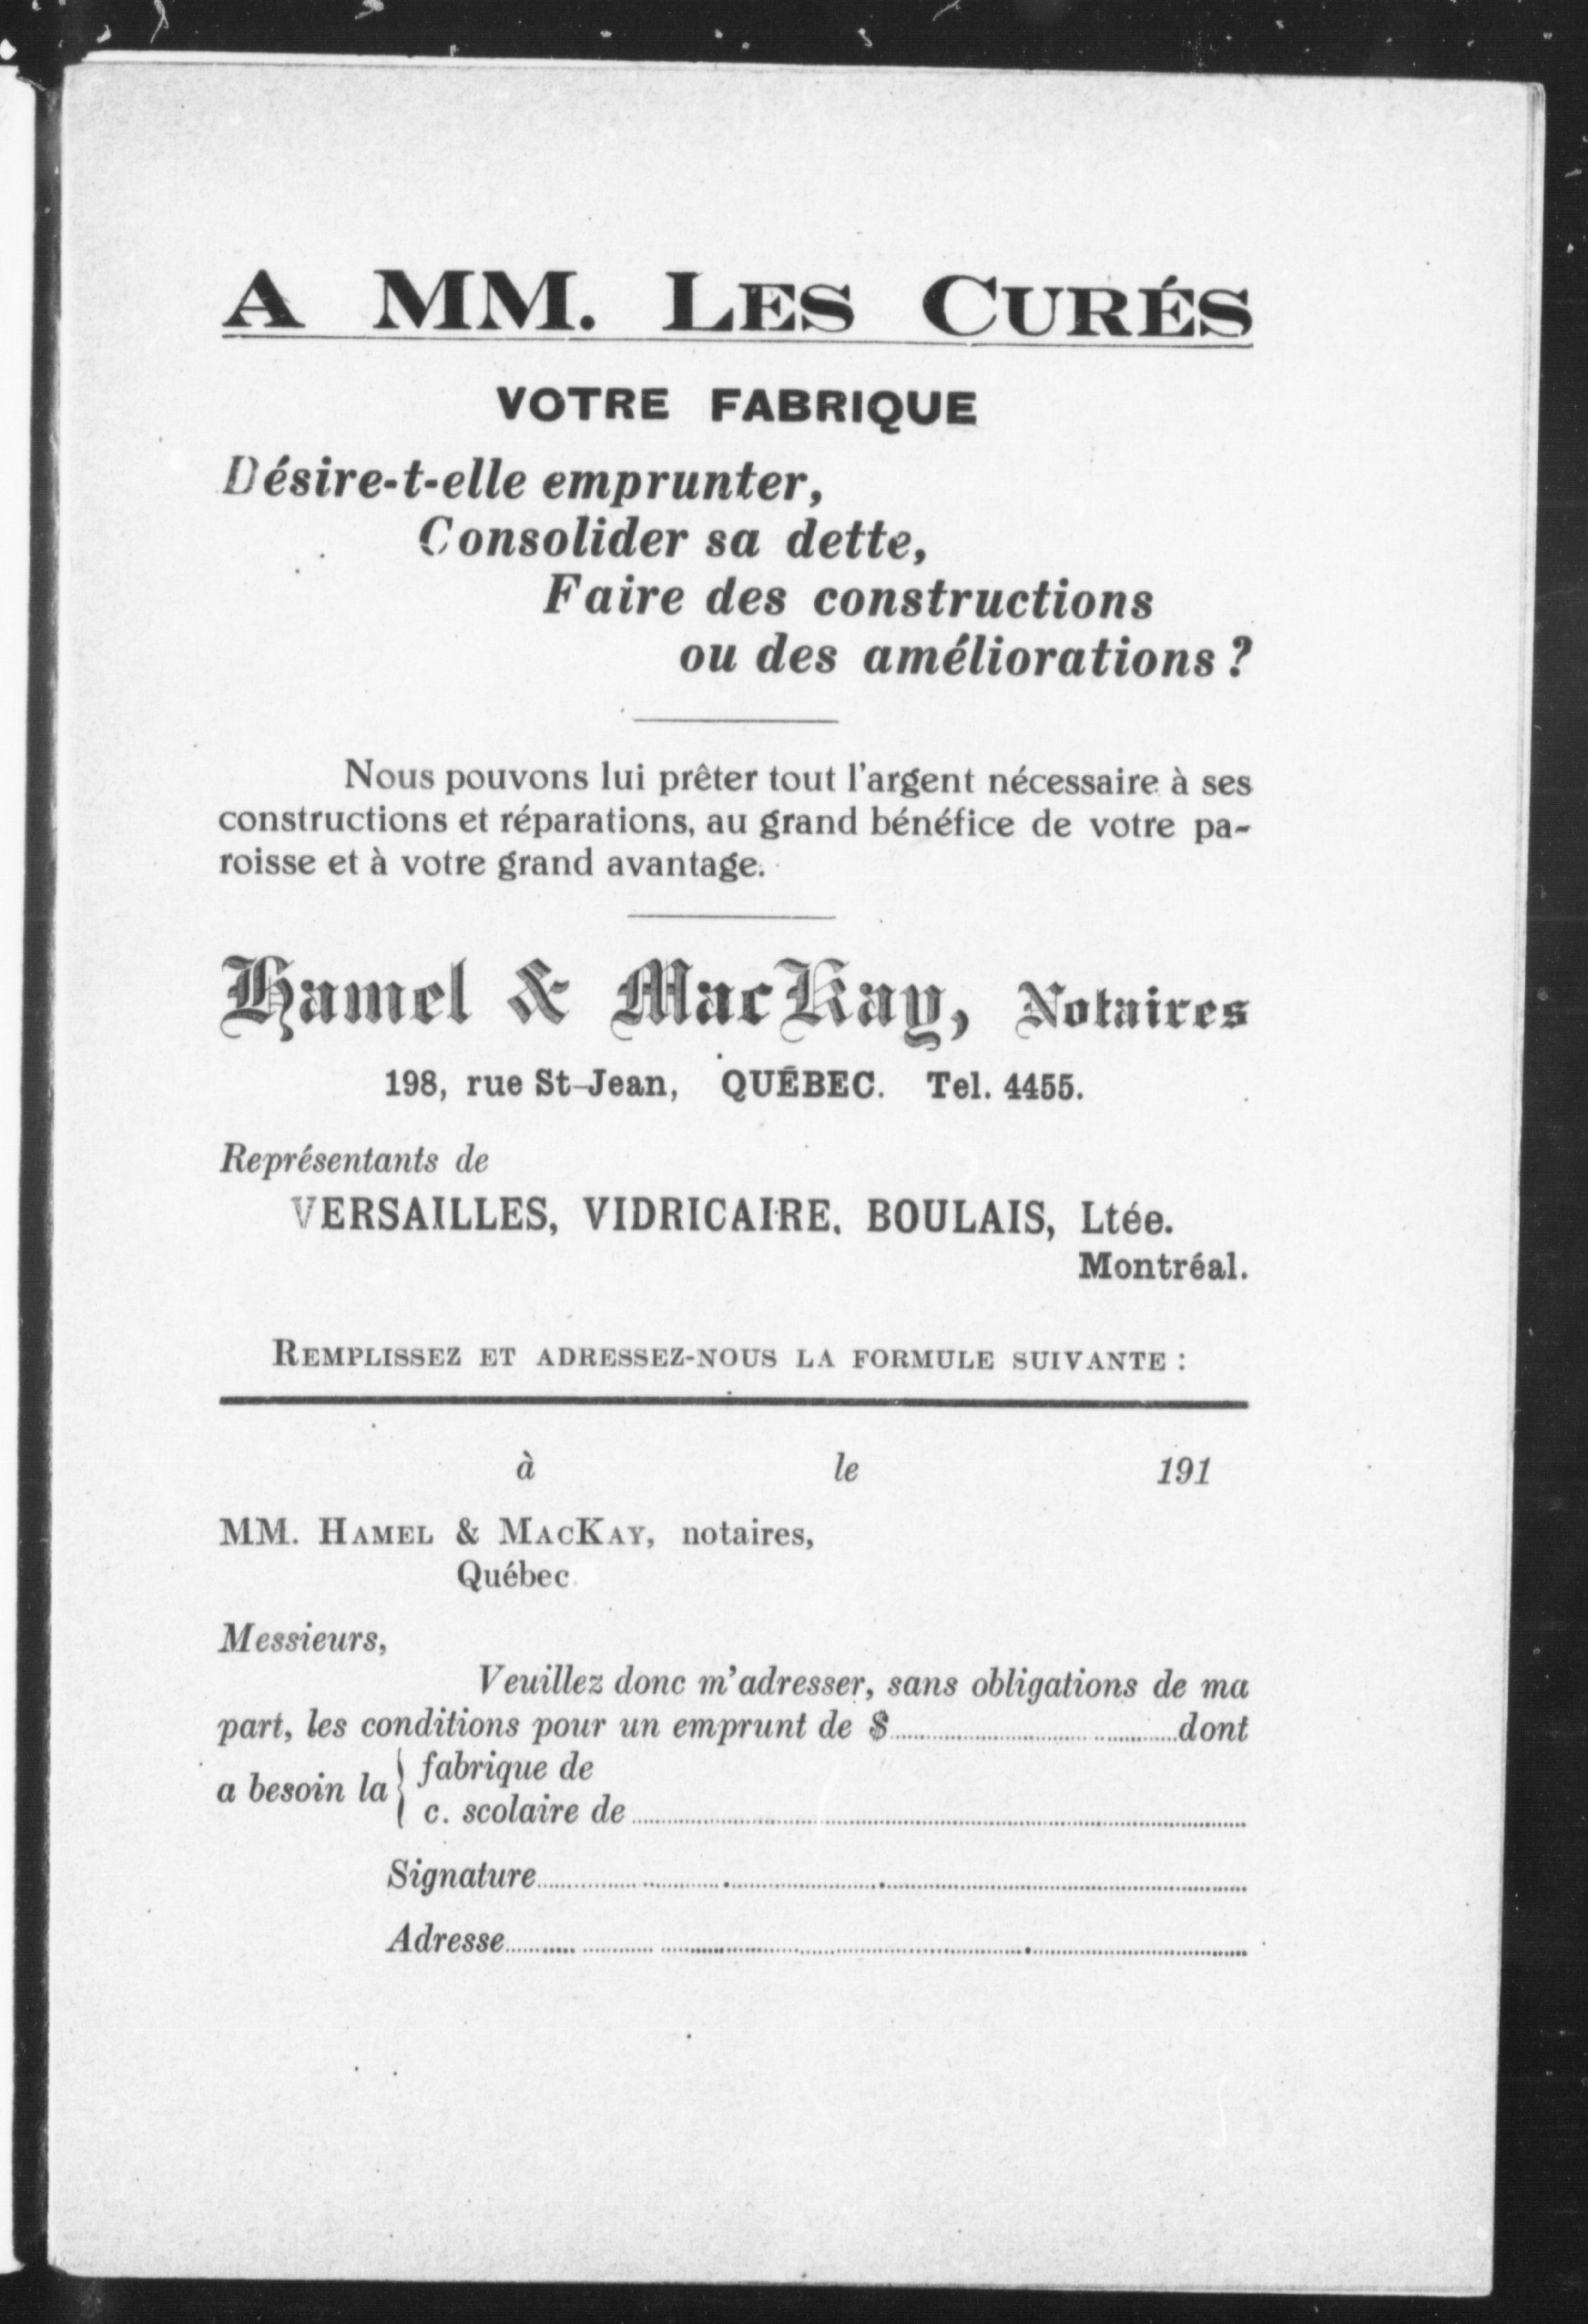 A MM. LES CURÉS
VOTRE FABRIQUE
Désire-t-elle emprunter,
Consolider sa dette,
Faire des constructions
ou des améliorations ?
Nous pouvons lui prêter tout l'argent nécessaire à ses
constructions et réparations, au grand bénéfice de votre pa-
roisse et à votre grand avantage.
Hamel & MacKay, Notaires
198, rue St-Jean, QUÉBEC. Tel. 4455.
Représentants de
VERSAILLES, VIDRICAIRE. BOULAIS, Ltée.
Montréal.
REMPLISSEZ ET ADRESSEZ-NOUS LA FORMULE SUIVANTE :
à le 191
MM. HAMEL & MACKAY, notaires,
Québec.
Messieurs,
Veuillez donc m'adresser, sans obligations de ma
part, les conditions pour un emprunt de $ dont
a besoin la { fabrique de
c. scolaire de
Signature
Adresse